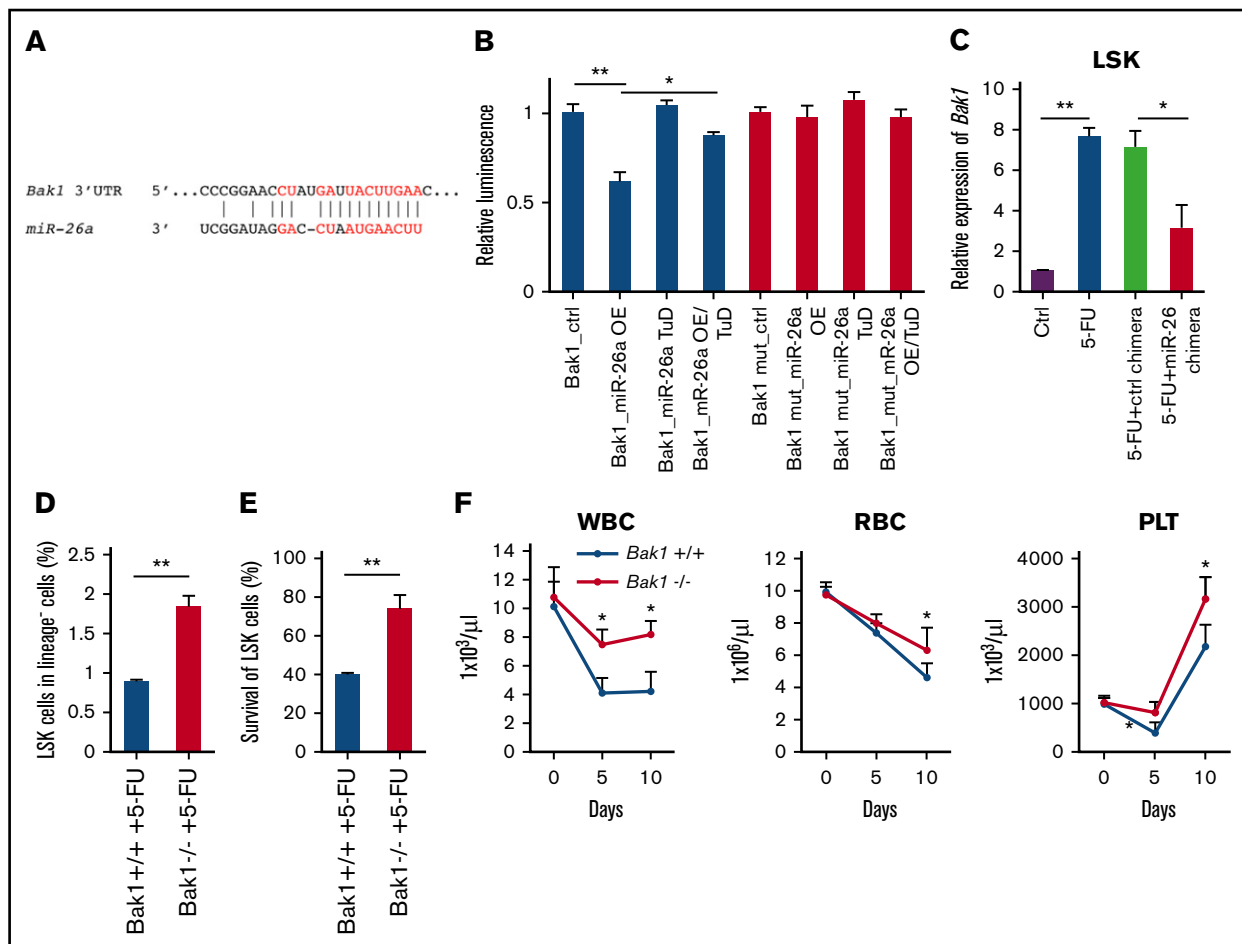 A
Bak1 3'UTR 5'...CCCGGAACCUAUGAUUACUUGAAC...
miR-26a 3' UCGGAUAGGAC-CUAAUGAACUU
B
Relative luminescence
1
0.5
0
**
*
Bak1_ctrl
Bak1_miR-26a OE
Bak1_miR-26a TuD
Bak1_mR-26a OE/
TuD
Bak1 mut_ctrl
Bak1 mut_miR-26a
OE
Bak1 mut_miR-26a
TuD
Bak1_mut_mR-26a
OE/TuD
C
LSK
Relative expression of Bak1
10
8
6
4
2
0
**
*
Ctrl
5-FU
5-FU+ctrl chimera
5-FU+miR-26
chimera
D
LSK cells in lineage- cells (%)
2.5
2
1.5
1
0.5
0
**
Bak1+/+ +5-FU
Bak1-/- +5-FU
E
Survival of LSK cells (%)
100
80
60
40
20
0
**
Bak1+/+ +5-FU
Bak1-/- +5-FU
F
WBC
1x10³/µl
14
12
10
8
6
4
2
0
Bak1 +/+
Bak1 -/-
*
*
0 5 10
Days
RBC
1x10⁶/µl
14
12
10
8
6
4
2
0
*
0 5 10
Days
PLT
1x10³/µl
4000
3000
2000
1000
0
*
*
0 5 10
Days